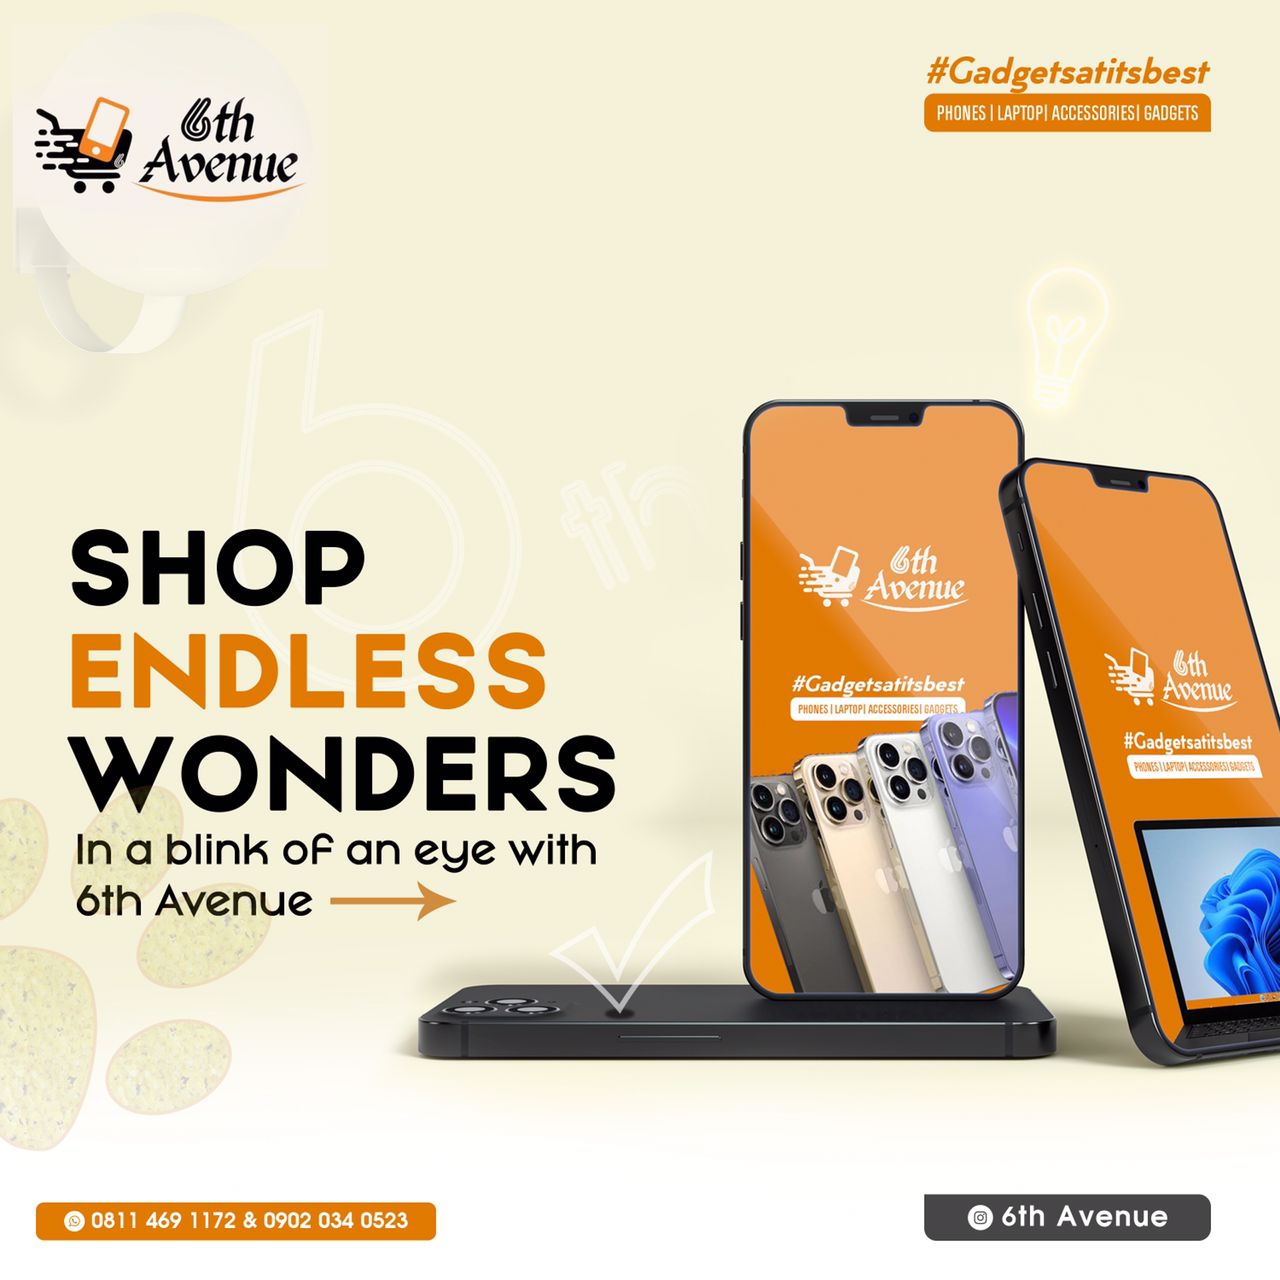 6th
Avenue
#Gadgetsatitsbest
PHONES | LAPTOP| ACCESSORIES| GADGETS
6th
SHOP
ENDLESS
WONDERS
In a blink of an eye with
6th Avenue
6th
Avenue
#Gadgetsatitsbest
PHONES | LAPTOP| ACCESSORIES| GADGETS
6th
Avenue
#Gadgetsatitsbest
PHONES | LAPTOP| ACCESSORIES| GADGETS
0811 469 1172 & 0902 034 0523
6th Avenue